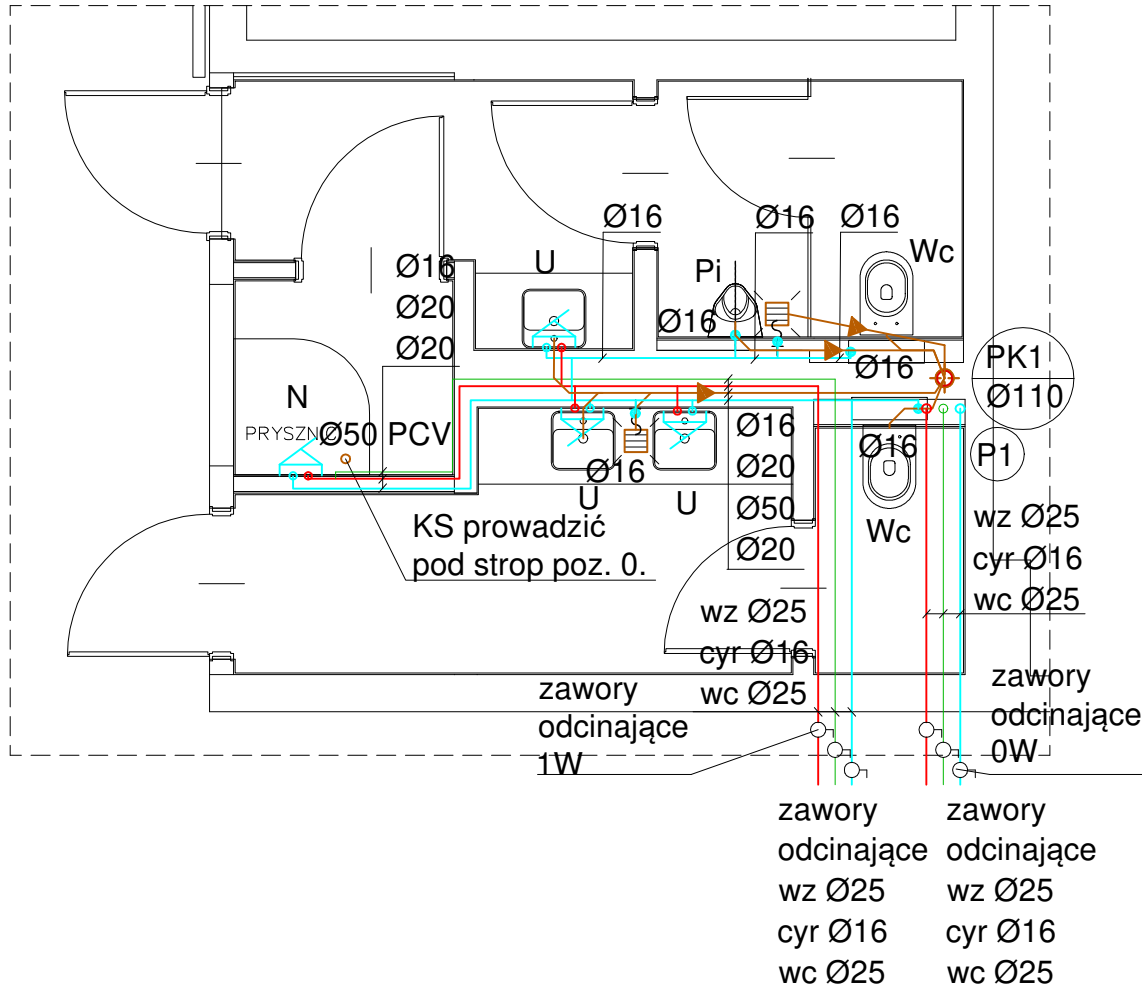 Ø16
Ø16
Ø16
U
Pi
Wc
Ø16
Ø20
Ø20
Ø16
Ø16
PK1
Ø110
P1
N
PRYSZNIC
Ø50 PCV
Ø16
Ø20
Ø50
Ø20
Ø16
Ø16
U
U
Wc
KS prowadzić
pod strop poz. 0.
wz Ø25
cyr Ø16
wc Ø25
wz Ø25
cyr Ø16
wc Ø25
zawory
odcinające
1W
zawory
odcinające
0W
zawory
odcinające
wz Ø25
cyr Ø16
wc Ø25
zawory
odcinające
wz Ø25
cyr Ø16
wc Ø25